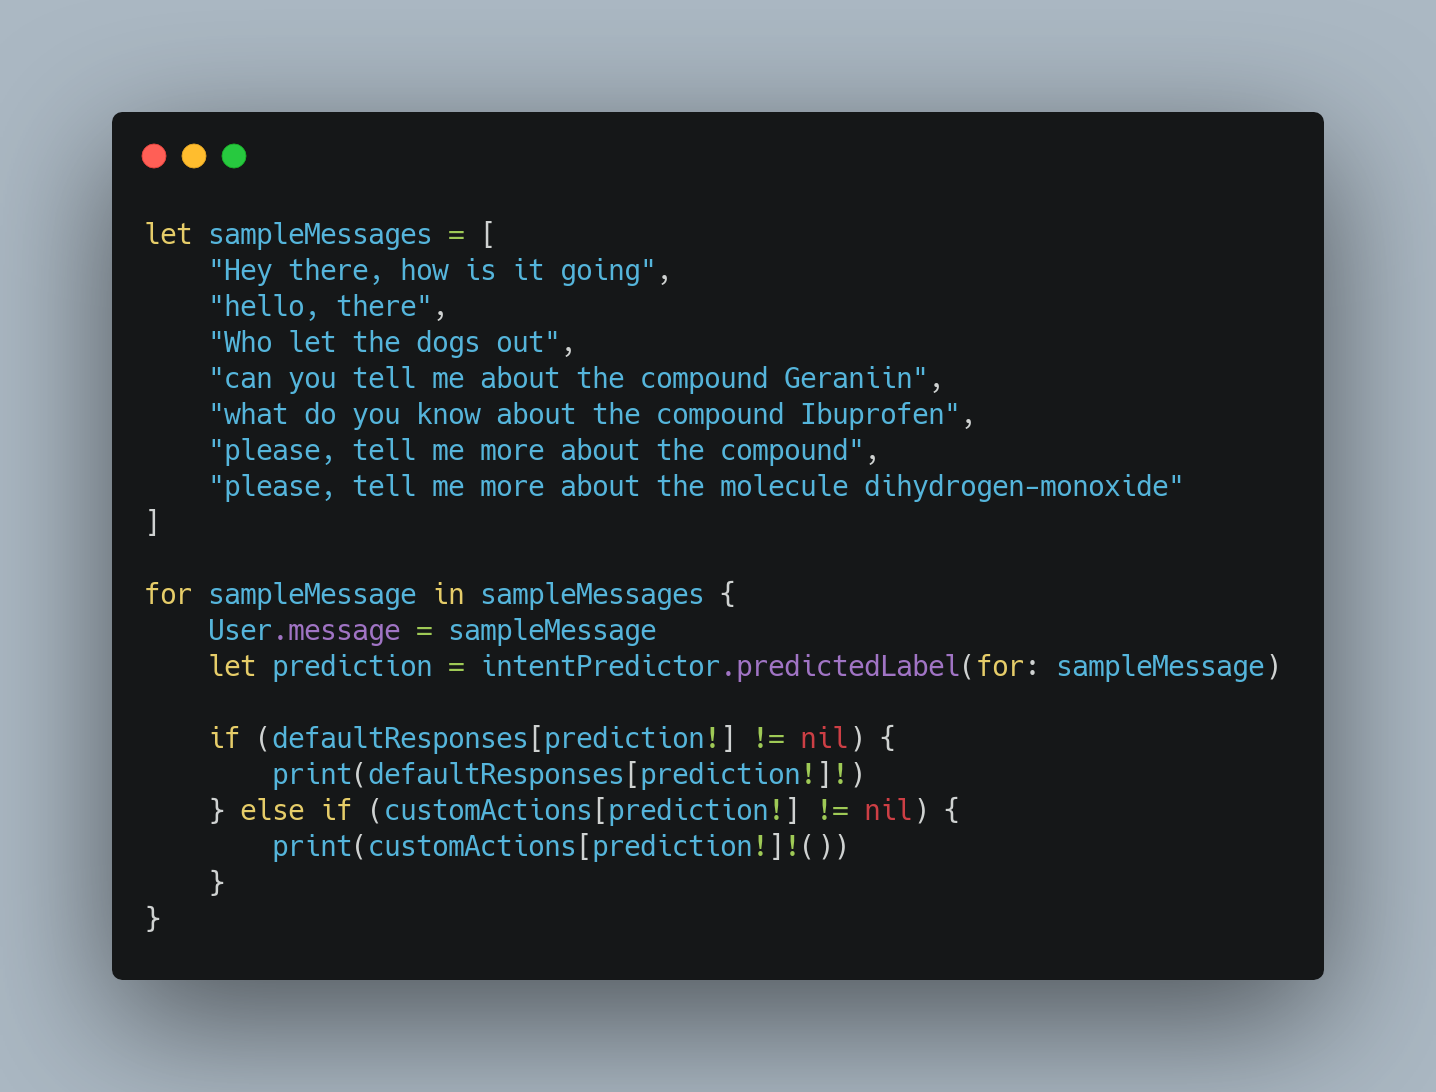 let sampleMessages = [
    "Hey there, how is it going",
    "hello, there",
    "Who let the dogs out",
    "can you tell me about the compound Geraniin",
    "what do you know about the compound Ibuprofen",
    "please, tell me more about the compound",
    "please, tell me more about the molecule dihydrogen-monoxide"
]

for sampleMessage in sampleMessages {
    User.message = sampleMessage
    let prediction = intentPredictor.predictedLabel(for: sampleMessage)

    if (defaultResponses[prediction!] != nil) {
        print(defaultResponses[prediction!]!)
    } else if (customActions[prediction!] != nil) {
        print(customActions[prediction!]!())
    }
}